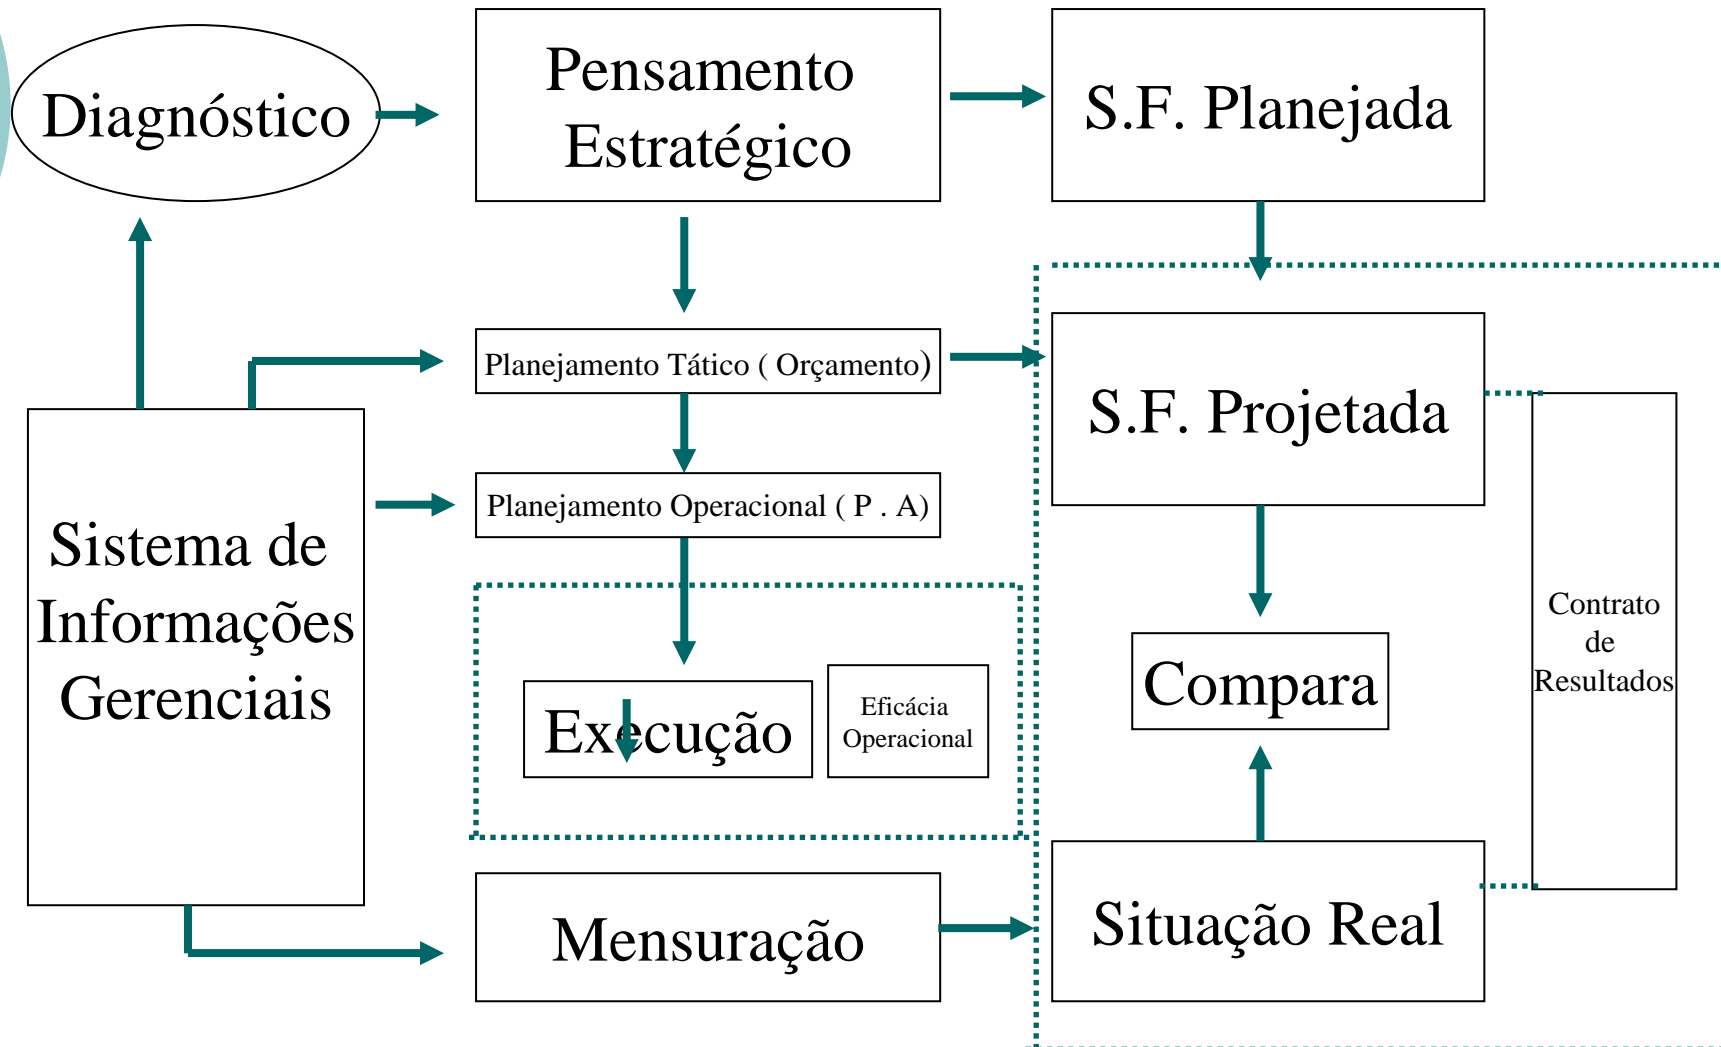 Diagnóstico
Pensamento
Estratégico
S.F. Planejada
Planejamento Tático ( Orçamento)
S.F. Projetada
Planejamento Operacional ( P . A)
Sistema de
Informações
Gerenciais
Execução
Eficácia
Operacional
Compara
Contrato
de
Resultados
Mensuração
Situação Real